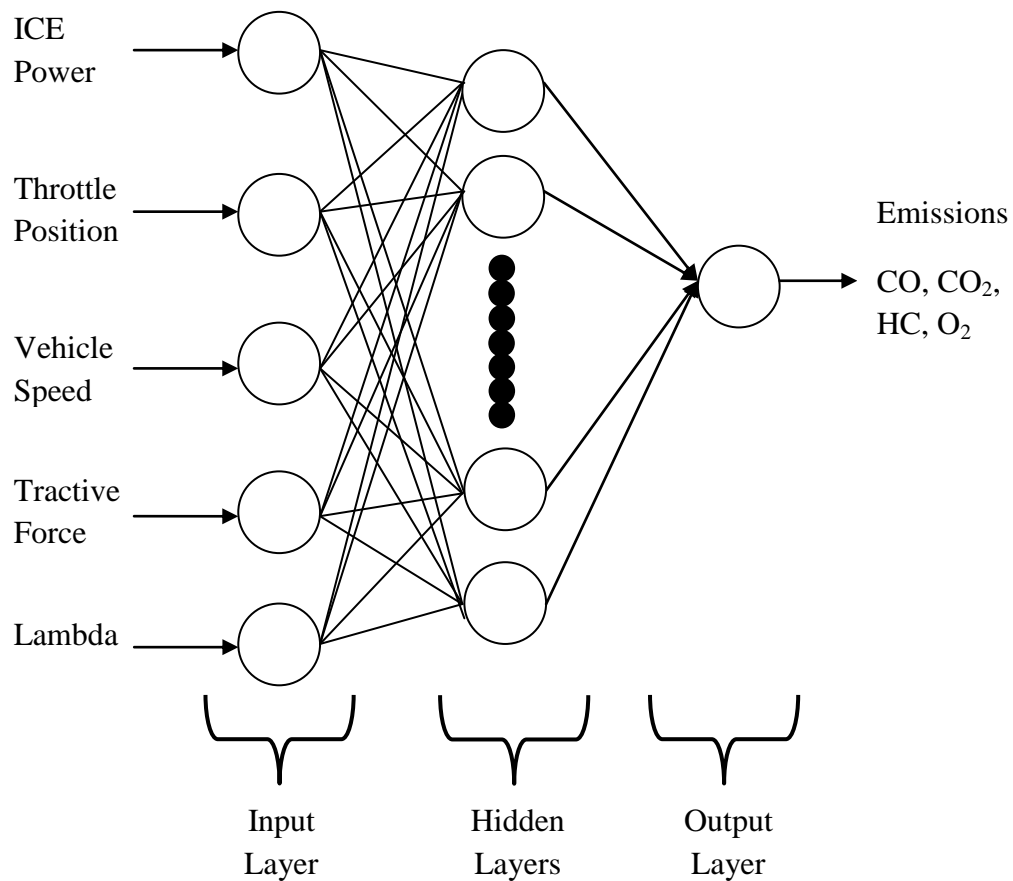 ICE
Power
Throttle
Position
Vehicle
Speed
Tractive
Force
Lambda
Emissions
CO, CO₂,
HC, O₂
Input
Layer
Hidden
Layers
Output
Layer